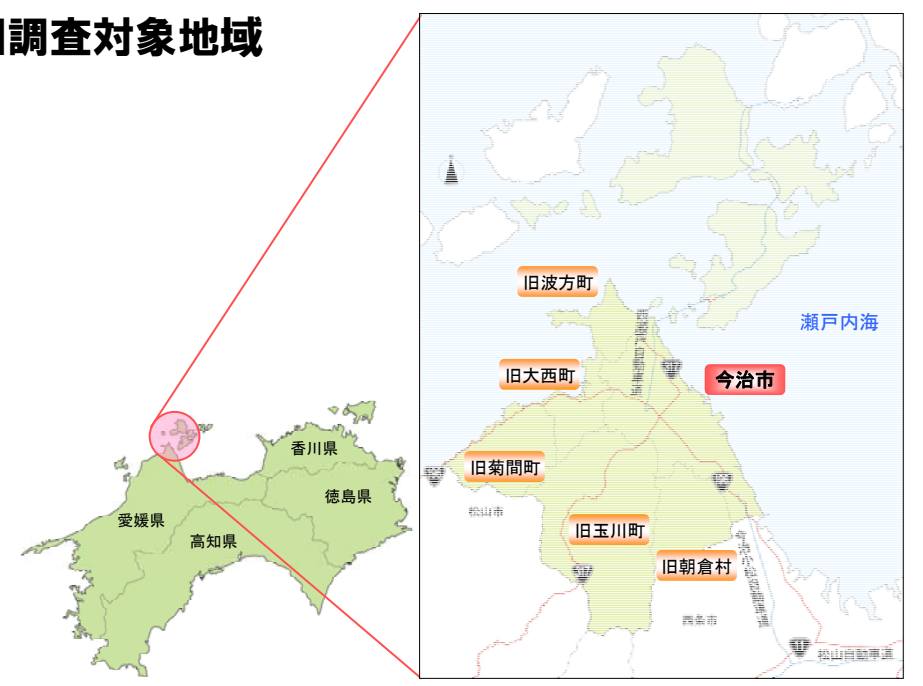 調査対象地域
旧波方町
瀬戸内海
旧大西町
今治市
香川県
旧菊間町
徳島県
松山市
愛媛県
旧玉川町
高知県
旧朝倉村
西条市
松山自動車道